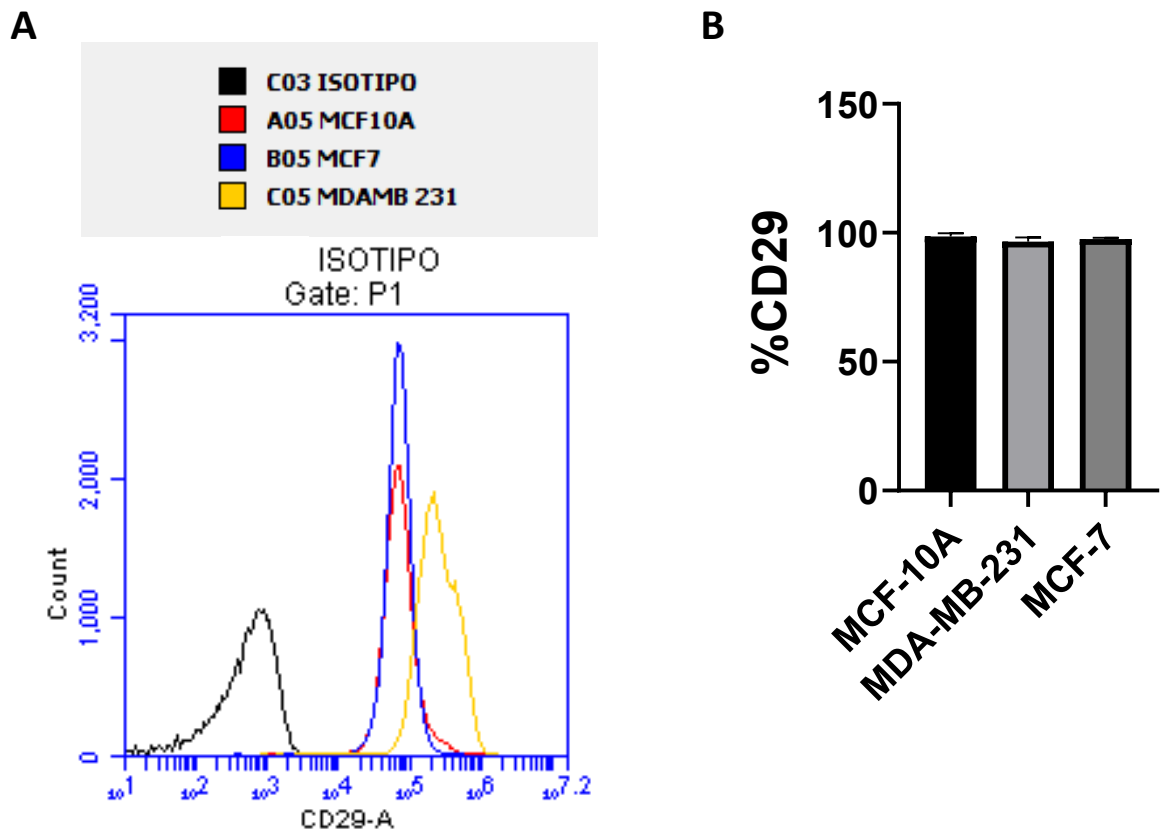 A
C03 ISOTIPO
A05 MCF10A
B05 MCF7
C05 MDAMB 231
ISOTIPO
Gate: P1
3,200
2,000
1,000
0
Count
10 1
10 2
10 3
10 4
10 5
10 6
10 7.2
CD29-A
B
150
100
50
0
%CD29
MCF-10A
MDA-MB-231
MCF-7